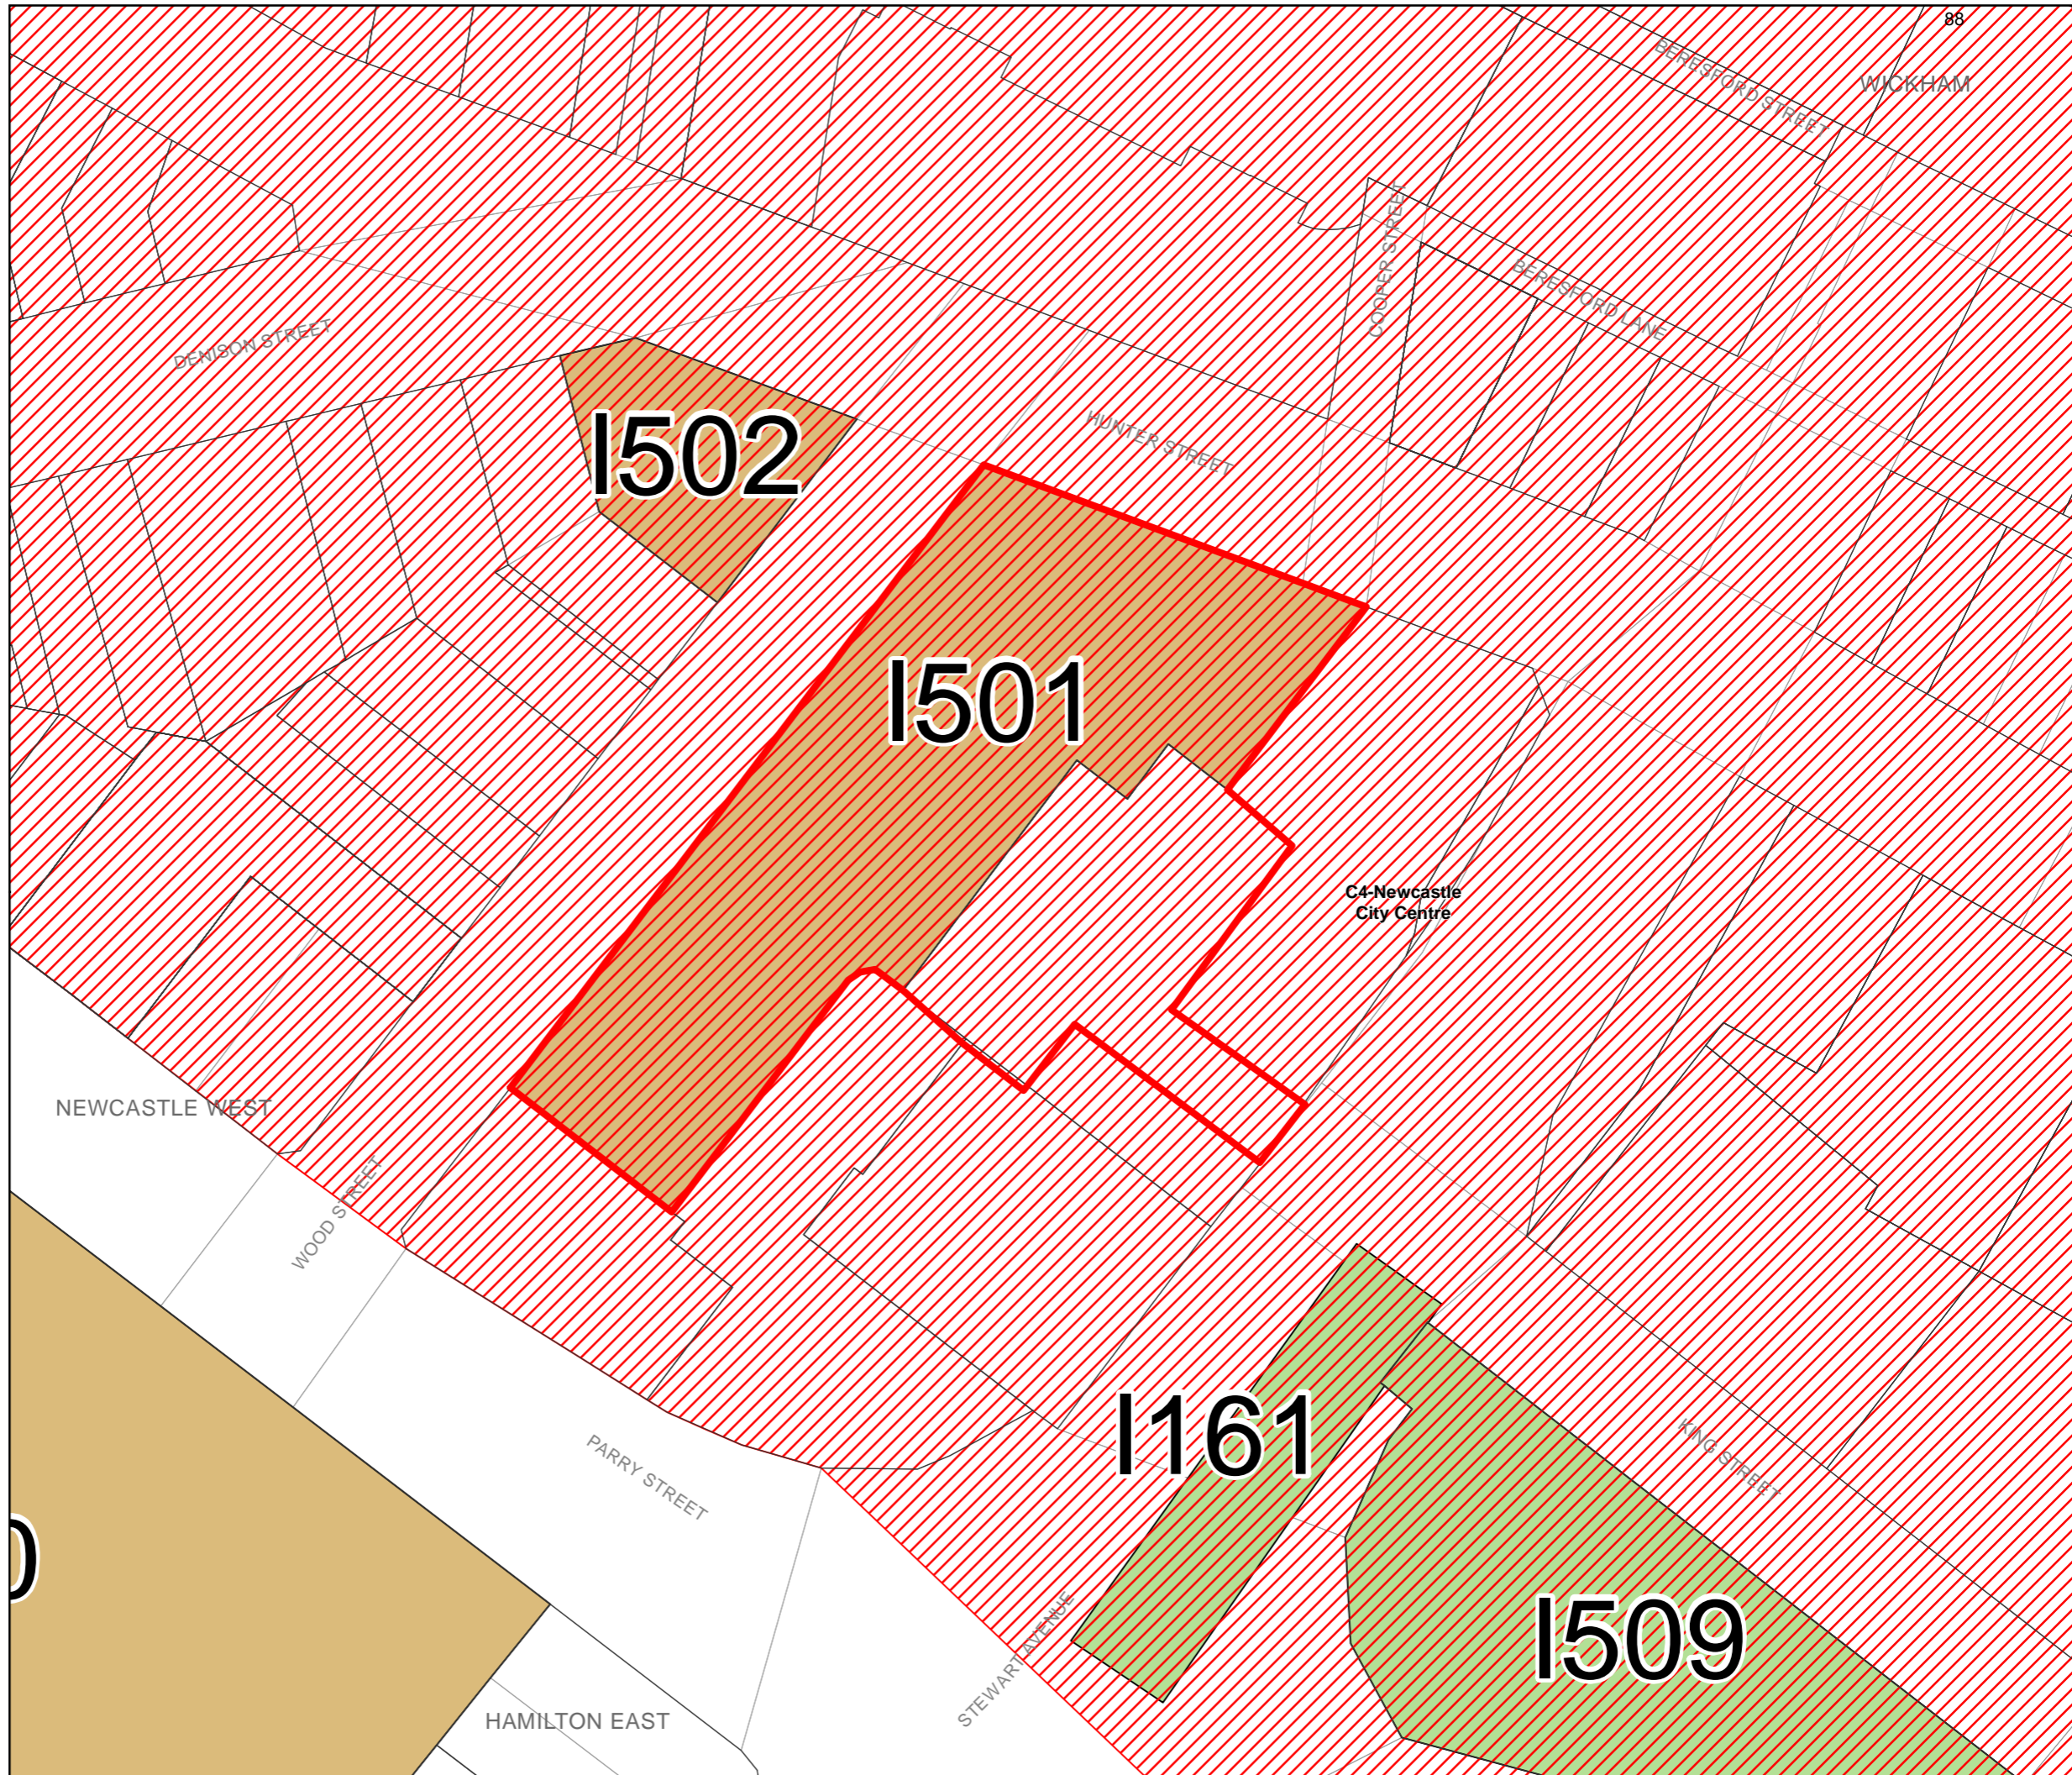 88
BERESFORD STREET
WICKHAM
COOPER STREET
BERESFORD LANE
DENISON STREET
HUNTER STREET
I502
I501
C4-Newcastle
City Centre
NEWCASTLE WEST
WOOD STREET
I161
KING STREET
PARRY STREET
0
I509
STEWART AVENUE
HAMILTON EAST